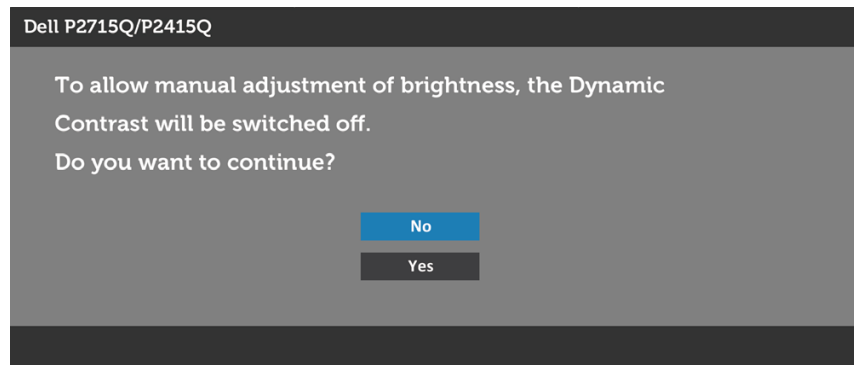 Dell P2715Q/P2415Q
To allow manual adjustment of brightness, the Dynamic
Contrast will be switched off.
Do you want to continue?
No
Yes